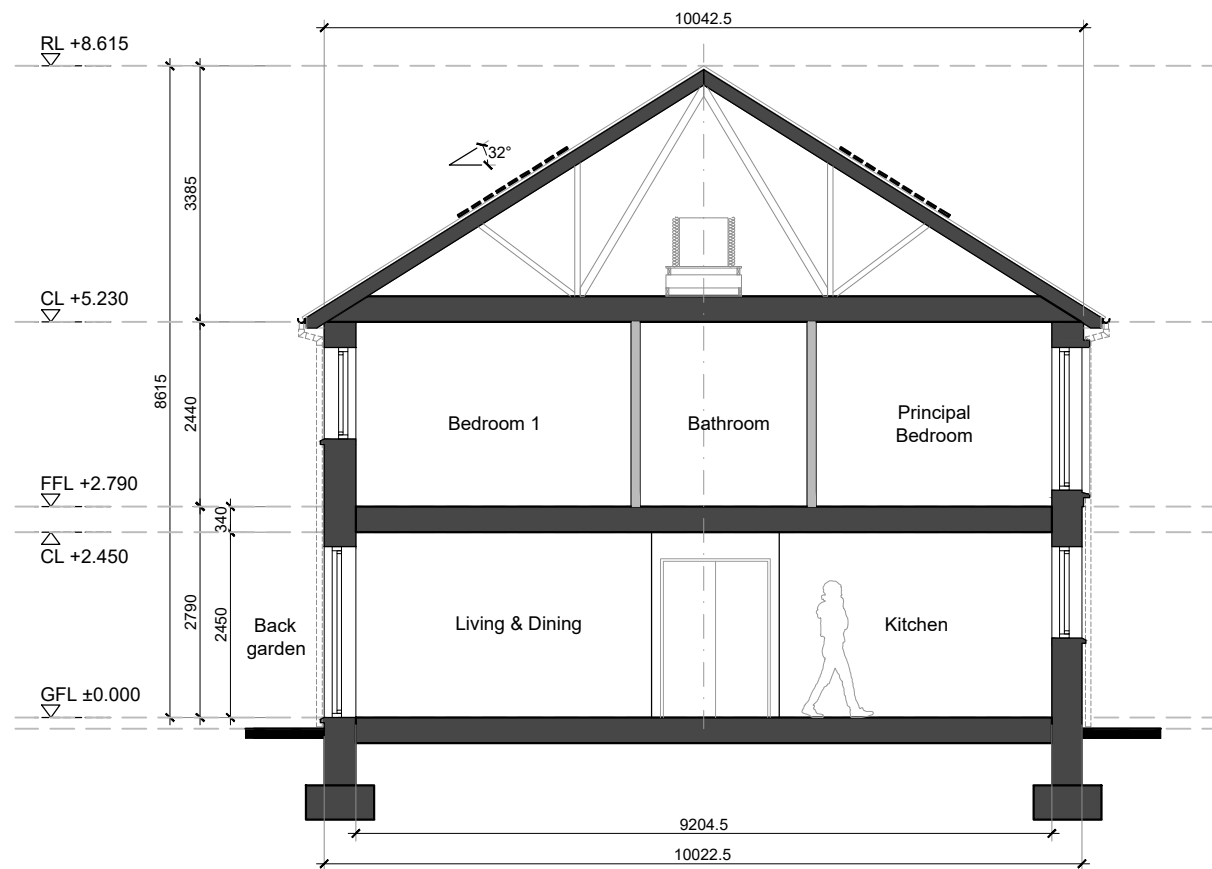 10042.5
RL +8.615
32°
3385
CL +5.230
8615
2440
Bedroom 1
Bathroom
Principal
Bedroom
FFL +2.790
340
CL +2.450
2790
2450
Back
garden
Living & Dining
Kitchen
GFL ±0.000
9204.5
10022.5